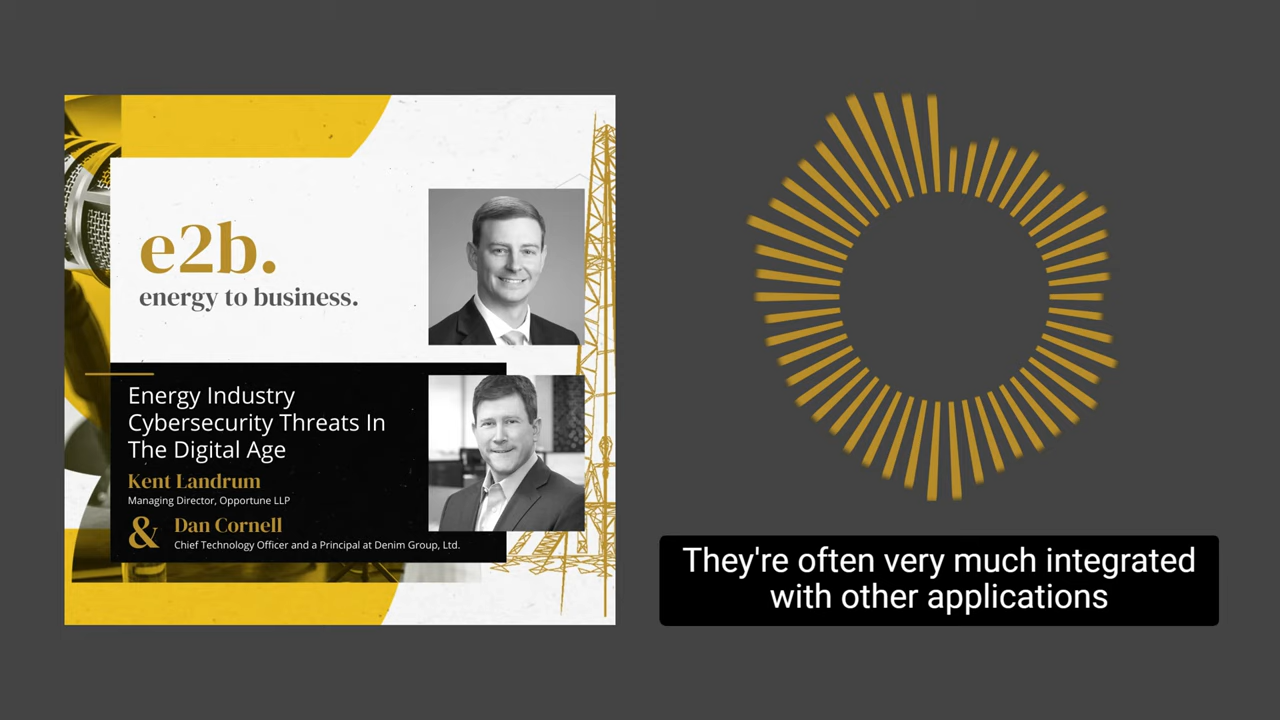 e2b.
energy to business.
Energy Industry
Cybersecurity Threats In
The Digital Age
Kent Landrum
Managing Director, Opportune LLP
& Dan Cornell
Chief Technology Officer and a Principal at Denim Group, Ltd.
They're often very much integrated
with other applications